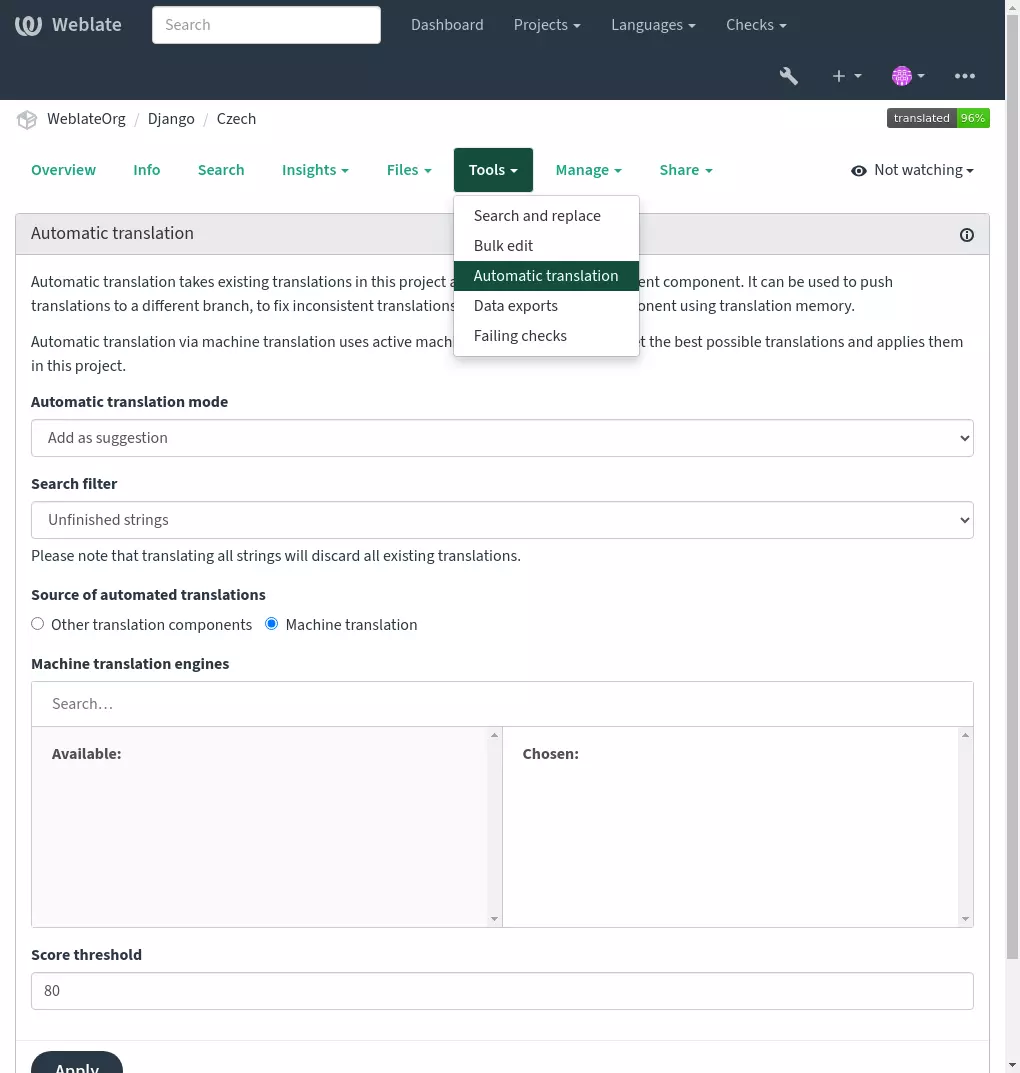 Weblate
Search
Dashboard
Projects
Languages
Checks
WeblateOrg / Django / Czech
translated 96%
Overview
Info
Search
Insights
Files
Tools
Manage
Share
Not watching
Search and replace
Bulk edit
Automatic translation
Data exports
Failing checks
Automatic translation
Automatic translation takes existing translations in this project ent component. It can be used to push
translations to a different branch, to fix inconsistent translations onent using translation memory.
Automatic translation via machine translation uses active mach et the best possible translations and applies them
in this project.
Automatic translation mode
Add as suggestion
Search filter
Unfinished strings
Please note that translating all strings will discard all existing translations.
Source of automated translations
Other translation components Machine translation
Machine translation engines
Search…
Available:
Chosen:
Score threshold
80
Apply